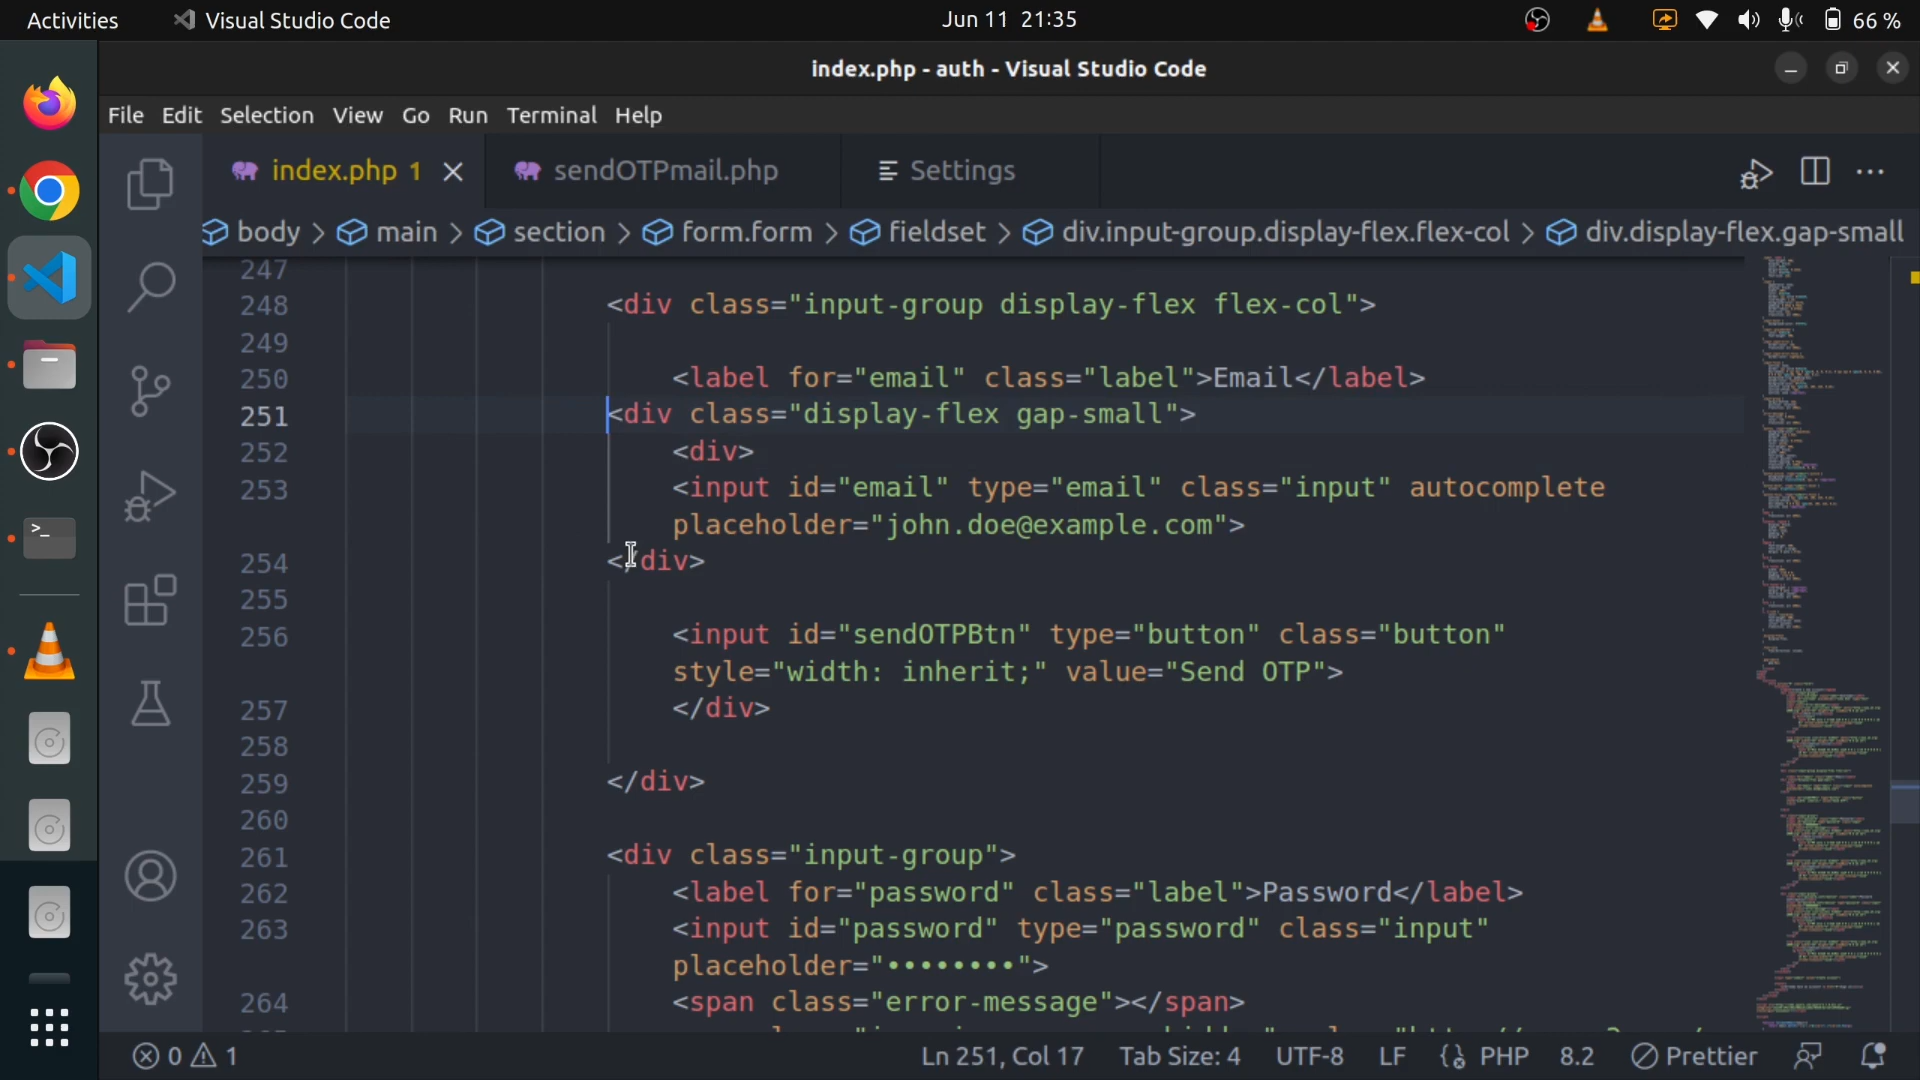 Activities
Visual Studio Code
Jun 11 21:35
66 %
index.php - auth - Visual Studio Code
File Edit Selection View Go Run Terminal Help
index.php 1
sendOTPmail.php
Settings
body > main > section > form.form > fieldset > div.input-group.display-flex.flex-col > div.display-flex.gap-small
247
248 <div class="input-group display-flex flex-col">
249
250 <label for="email" class="label">Email</label>
251 <div class="display-flex gap-small">
252 <div>
253 <input id="email" type="email" class="input" autocomplete
placeholder="john.doe@example.com">
254 </div>
255
256 <input id="sendOTPBtn" type="button" class="button"
style="width: inherit;" value="Send OTP">
257 </div>
258
259 </div>
260
261 <div class="input-group">
262 <label for="password" class="label">Password</label>
263 <input id="password" type="password" class="input"
placeholder="••••••••">
264 <span class="error-message"></span>
0 1
Ln 251, Col 17 Tab Size: 4 UTF-8 LF PHP 8.2 Prettier